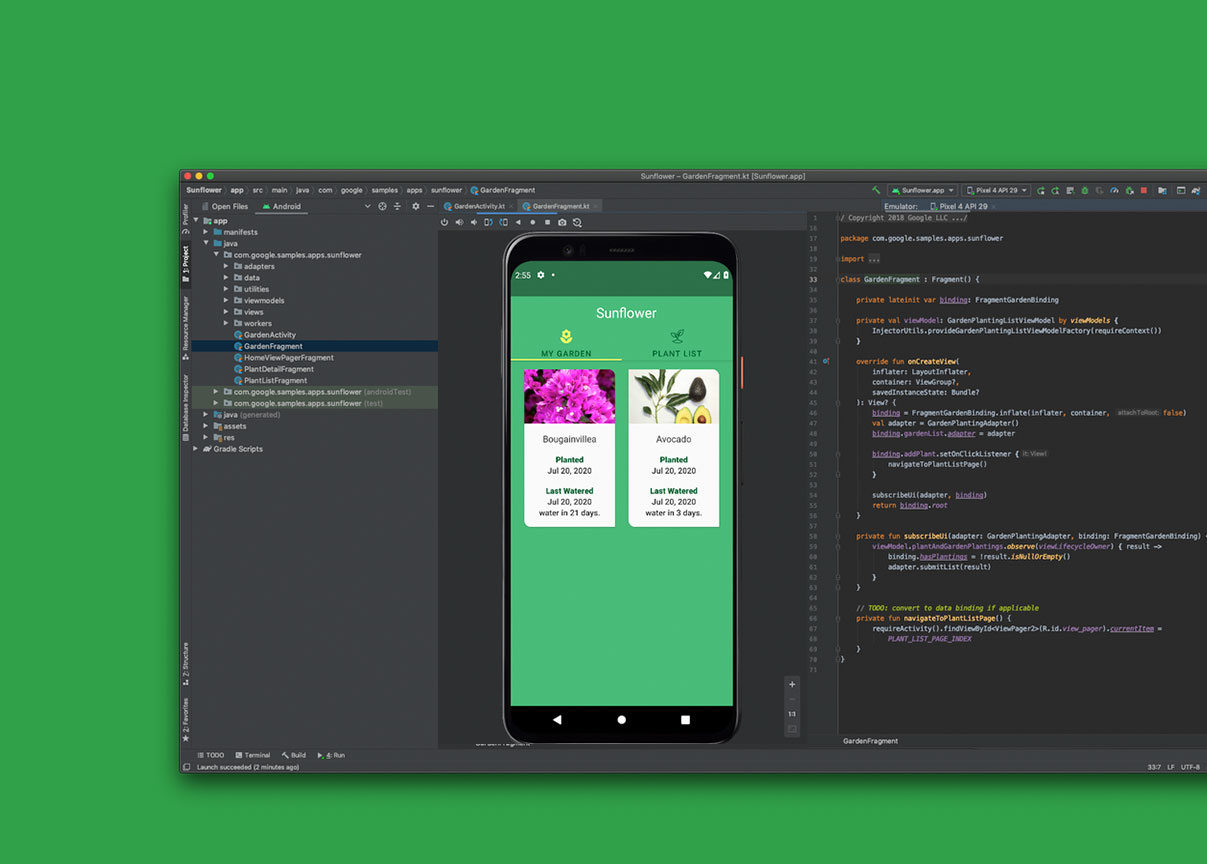 Sunflower – GardenFragment.kt [Sunflower.app]
Sunflower app src main java com google samples apps sunflower GardenFragment
Sunflower.app Pixel 4 API 29
Open Files Android
GardenActivity.kt GardenFragment.kt
Emulator: Pixel 4 API 29
Profiler
1: Project
Resource Manager
Database Inspector
2: Structure
2: Favorites
app
manifests
java
com.google.samples.apps.sunflower
adapters
data
utilities
viewmodels
views
workers
GardenActivity
GardenFragment
HomeViewPagerFragment
PlantDetailFragment
PlantListFragment
com.google.samples.apps.sunflower (androidTest)
com.google.samples.apps.sunflower (test)
java (generated)
assets
res
Gradle Scripts
2:55
Sunflower
MY GARDEN PLANT LIST
Bougainvillea
Planted
Jul 20, 2020
Last Watered
Jul 20, 2020
water in 21 days.
Avocado
Planted
Jul 20, 2020
Last Watered
Jul 20, 2020
water in 3 days.
1:1
1 / Copyright 2018 Google LLC .../
16
17 package com.google.samples.apps.sunflower
18
19 import ...
32
33 class GardenFragment : Fragment() {
34
35 private lateinit var binding: FragmentGardenBinding
36
37 private val viewModel: GardenPlantingListViewModel by viewModels {
38 InjectorUtils.provideGardenPlantingListViewModelFactory(requireContext())
39 }
40
41 override fun onCreateView(
42 inflater: LayoutInflater,
43 container: ViewGroup?,
44 savedInstanceState: Bundle?
45 ): View? {
46 binding = FragmentGardenBinding.inflate(inflater, container, attachToRoot: false)
47 val adapter = GardenPlantingAdapter()
48 binding.gardenList.adapter = adapter
49
50 binding.addPlant.setOnClickListener { it: View!
51 navigateToPlantListPage()
52 }
53
54 subscribeUi(adapter, binding)
55 return binding.root
56 }
57
58 private fun subscribeUi(adapter: GardenPlantingAdapter, binding: FragmentGardenBinding) {
59 viewModel.plantAndGardenPlantings.observe(viewLifecycleOwner) { result ->
60 binding.hasPlantings = !result.isNullOrEmpty()
61 adapter.submitList(result)
62 }
63 }
64
65 // TODO: convert to data binding if applicable
66 private fun navigateToPlantListPage() {
67 requireActivity().findViewById<ViewPager2>(R.id.view_pager).currentItem =
68 PLANT_LIST_PAGE_INDEX
69 }
70 }
71
GardenFragment
TODO Terminal Build 4: Run
Launch succeeded (2 minutes ago)
33:7 LF UTF-8